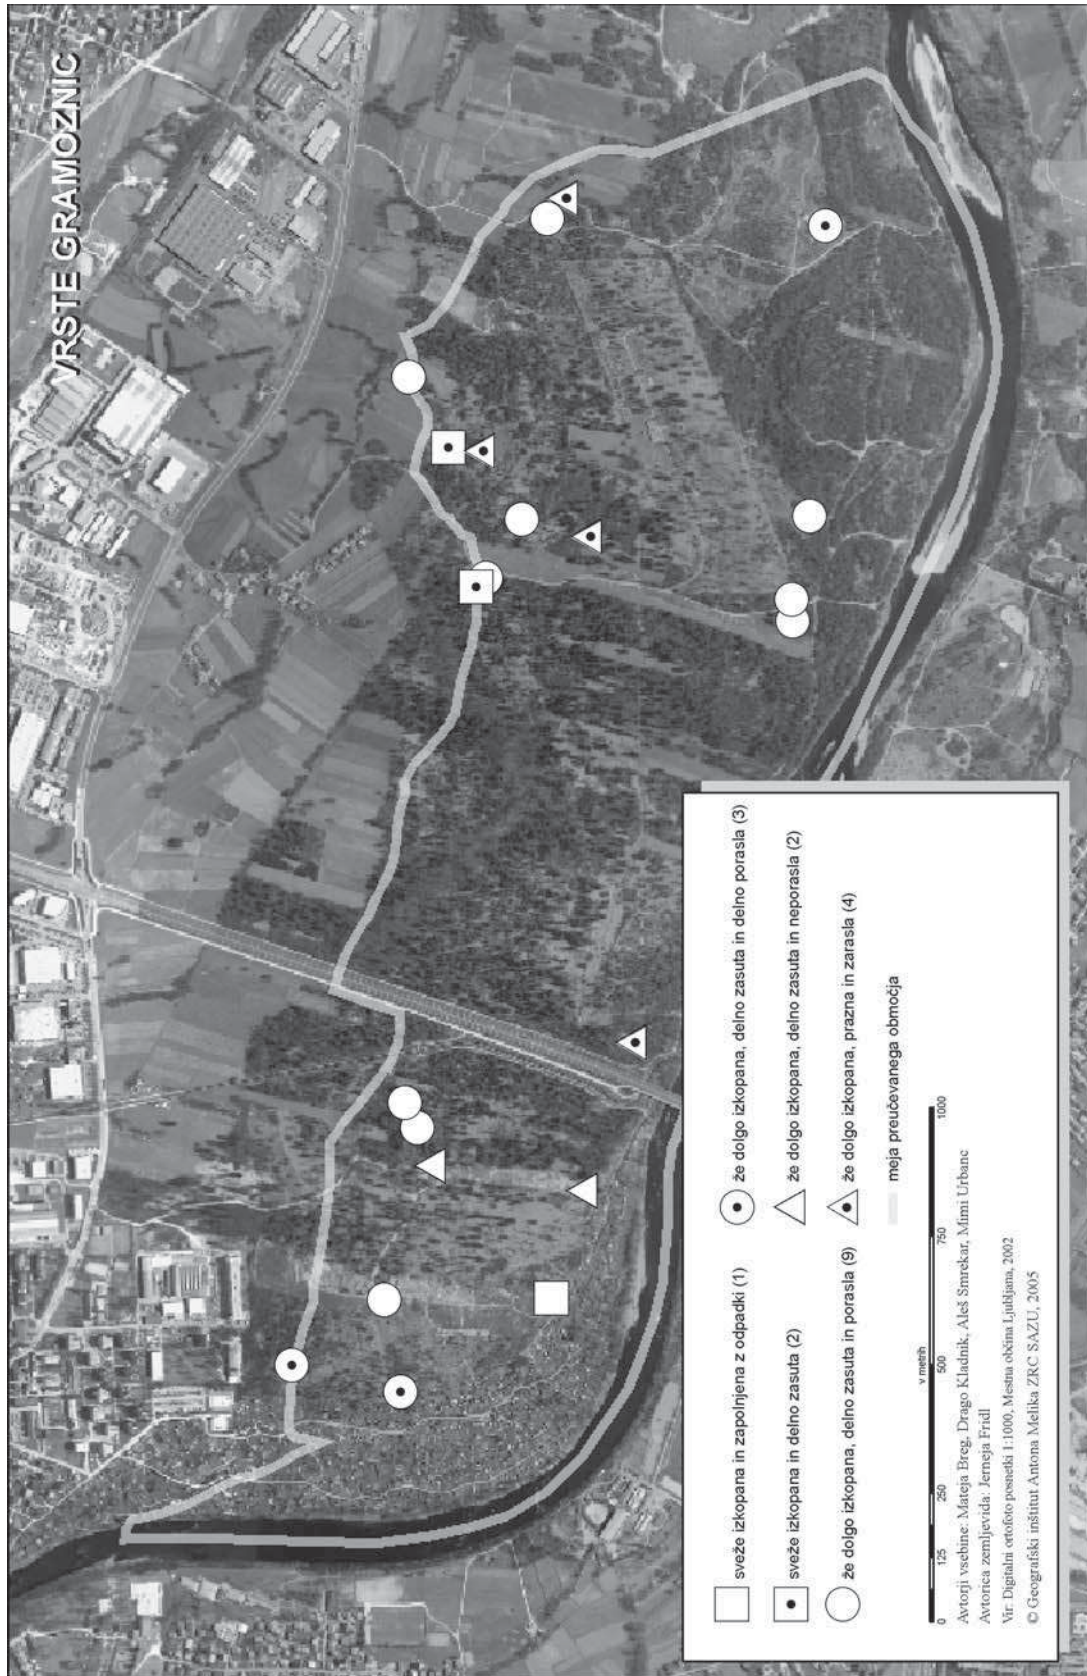 VRSTE GRAMOZNIC
sveže izkopana in zapolnjena z odpadki (1)
sveže izkopana in delno zasuta (2)
že dolgo izkopana, delno zasuta in porasla (9)
že dolgo izkopana, delno zasuta in delno porasla (3)
že dolgo izkopana, delno zasuta in neporasla (2)
že dolgo izkopana, prazna in zarasla (4)
meja preučevanega območja
v metrih
0 125 250 500 750 1000
Avtorji vsebine: Mateja Breg, Drago Kladnik, Aleš Smrekar, Mimi Urbanc
Avtorica zemljevida: Jerneja Fridl
Vir: Digitalni ortofoto posnetki 1:1000, Mestna občina Ljubljana, 2002
© Geografski inštitut Antona Melika ZRC SAZU, 2005